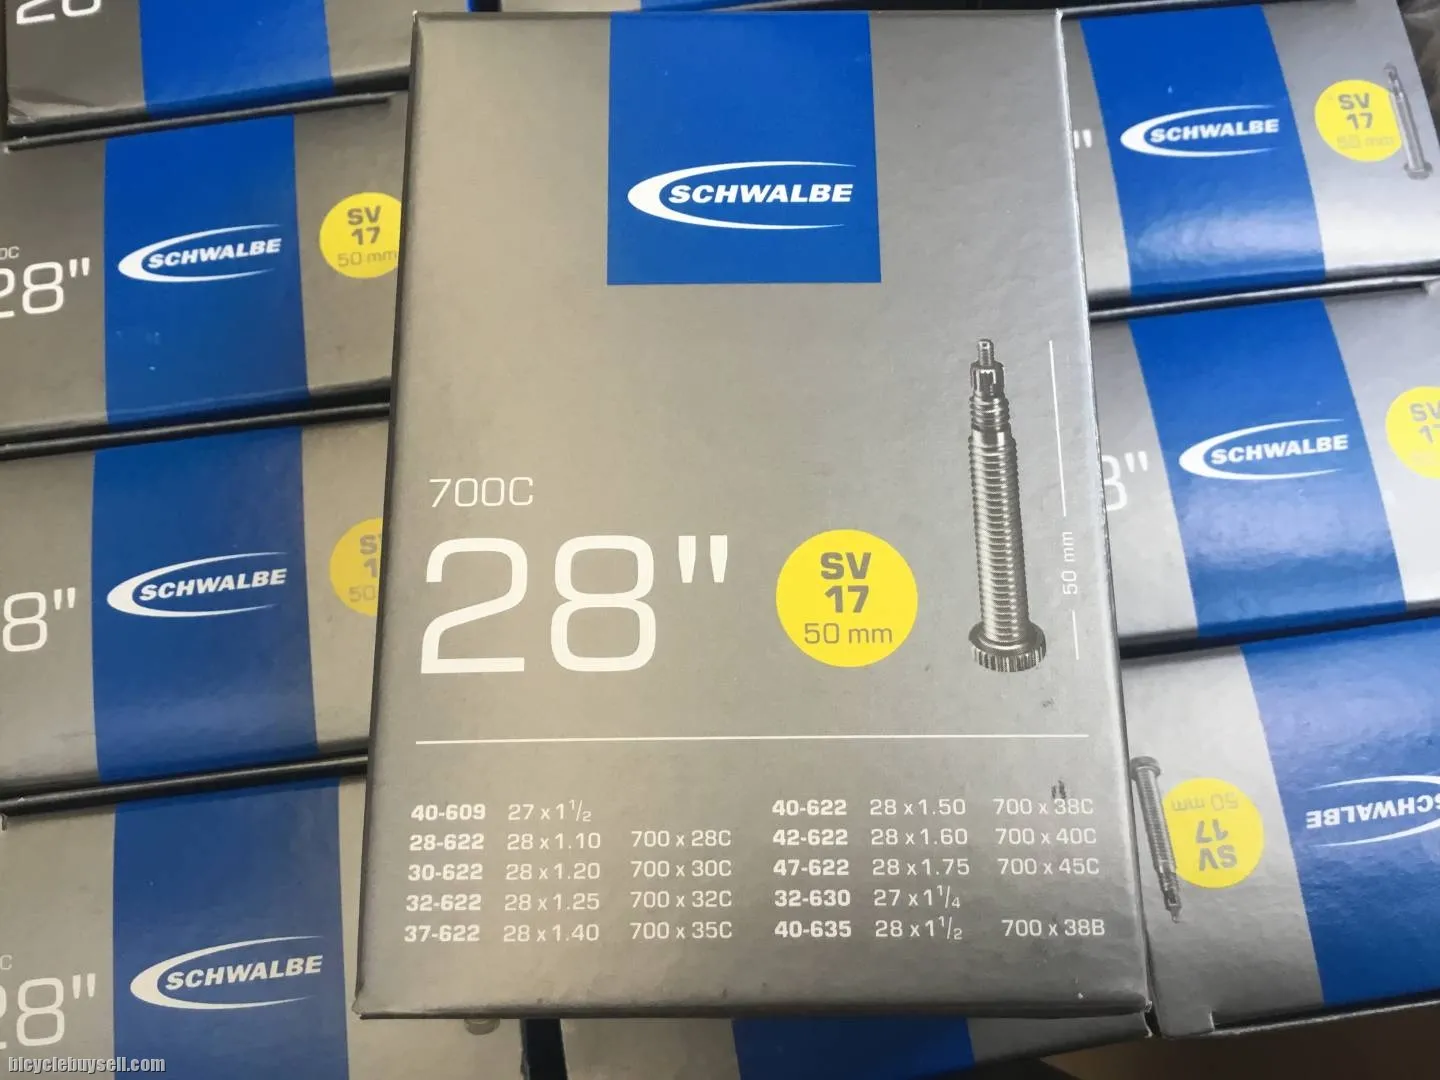 SCHWALBE
700C
28"
SV
17
50 mm
50 mm
40-609 27 x 1 1/2
28-622 28 x 1.10 700 x 28C
30-622 28 x 1.20 700 x 30C
32-622 28 x 1.25 700 x 32C
37-622 28 x 1.40 700 x 35C
40-622 28 x 1.50 700 x 38C
42-622 28 x 1.60 700 x 40C
47-622 28 x 1.75 700 x 45C
32-630 27 x 1 1/4
40-635 28 x 1 1/2 700 x 38B
28"
SCHWALBE
SV
17
50 mm
8"
SCHWALBE
28"
SCHWALBE
SCHWALBE
SV
17
50 mm
SCHWALBE
SV
SCHWALBE
SV
17
50 mm
bicyclebuysell.com